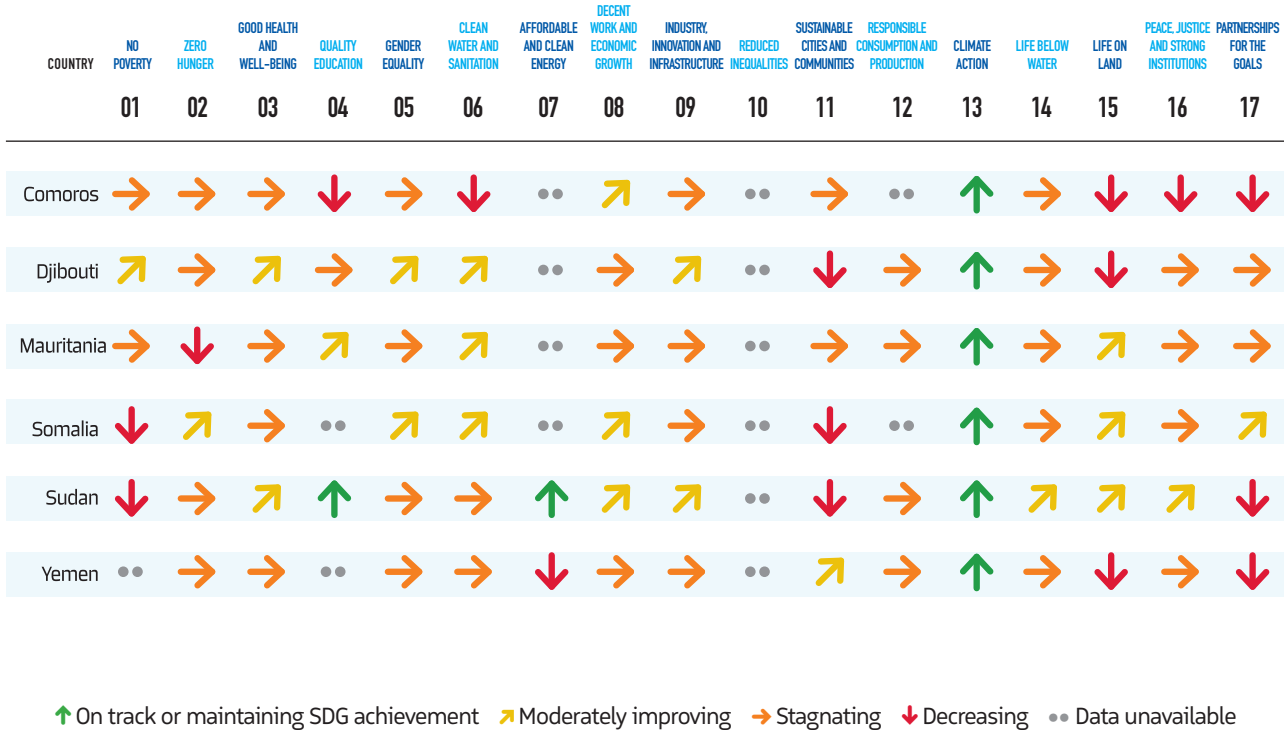 COUNTRY
NO
POVERTY
01
ZERO
HUNGER
02
GOOD HEALTH
AND
WELL-BEING
03
QUALITY
EDUCATION
04
GENDER
EQUALITY
05
CLEAN
WATER AND
SANITATION
06
AFFORDABLE
AND CLEAN
ENERGY
07
DECENT
WORK AND
ECONOMIC
GROWTH
08
INDUSTRY,
INNOVATION AND
INFRASTRUCTURE
09
REDUCED
INEQUALITIES
10
SUSTAINABLE
CITIES AND
COMMUNITIES
11
RESPONSIBLE
CONSUMPTION AND
PRODUCTION
12
CLIMATE
ACTION
13
LIFE BELOW
WATER
14
LIFE ON
LAND
15
PEACE, JUSTICE
AND STRONG
INSTITUTIONS
16
PARTNERSHIPS
FOR THE
GOALS
17
Comoros
Djibouti
Mauritania
Somalia
Sudan
Yemen
On track or maintaining SDG achievement Moderately improving Stagnating Decreasing Data unavailable